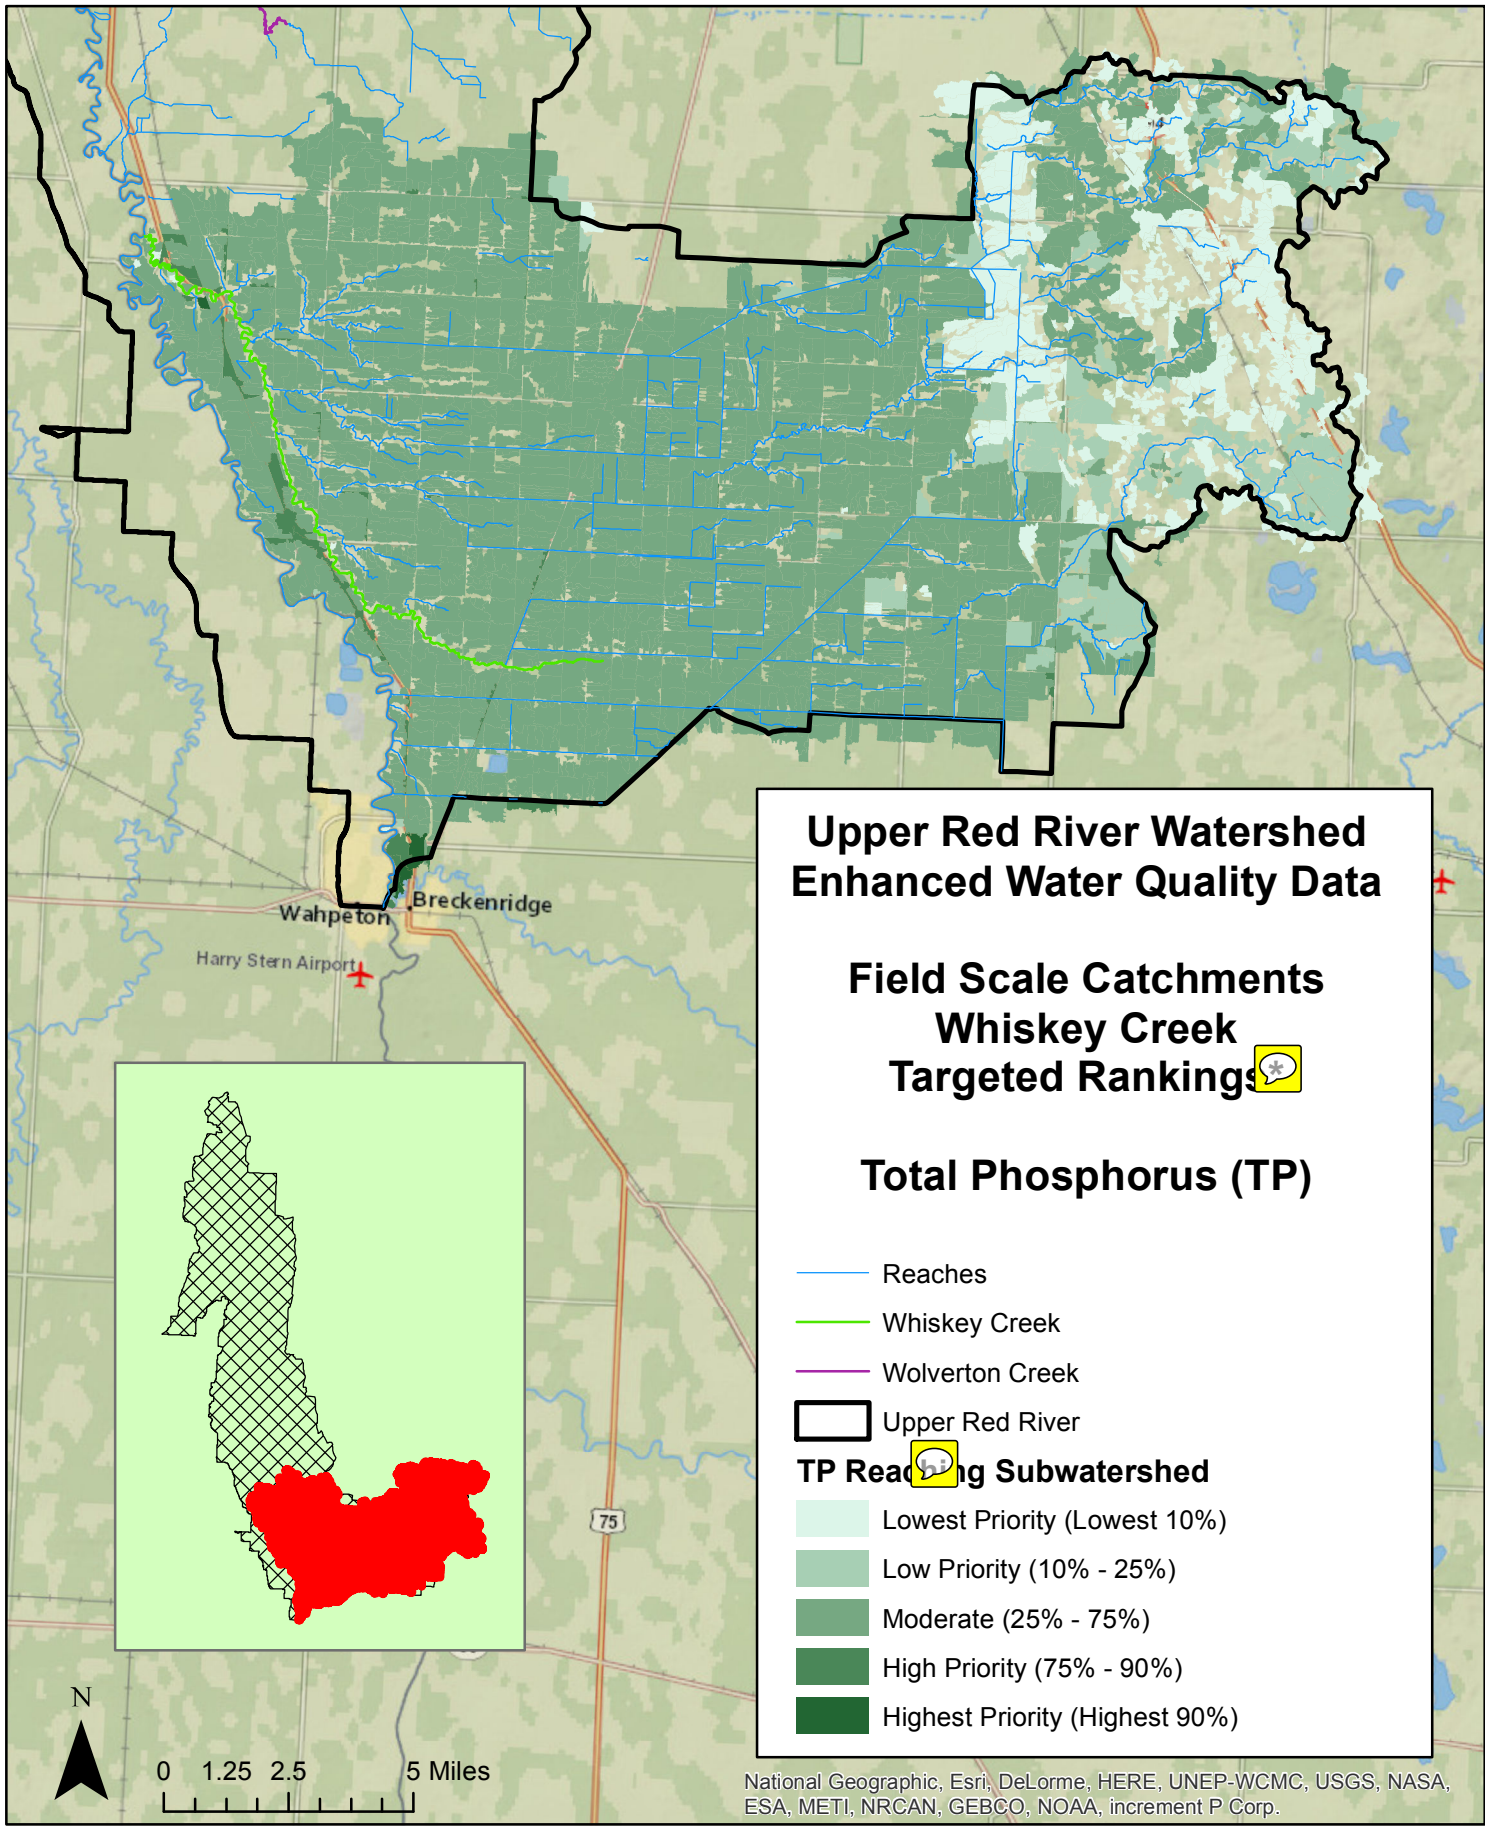 Wahpeton
Breckenridge
Harry Stern Airport
Upper Red River Watershed
Enhanced Water Quality Data
Field Scale Catchments
Whiskey Creek
Targeted Rankings
*
Total Phosphorus (TP)
Reaches
Whiskey Creek
Wolverton Creek
Upper Red River
TP Reaching Subwatershed
Lowest Priority (Lowest 10%)
Low Priority (10% - 25%)
Moderate (25% - 75%)
High Priority (75% - 90%)
Highest Priority (Highest 90%)
75
N
0 1.25 2.5 5 Miles
National Geographic, Esri, DeLorme, HERE, UNEP-WCMC, USGS, NASA,
ESA, METI, NRCAN, GEBCO, NOAA, increment P Corp.